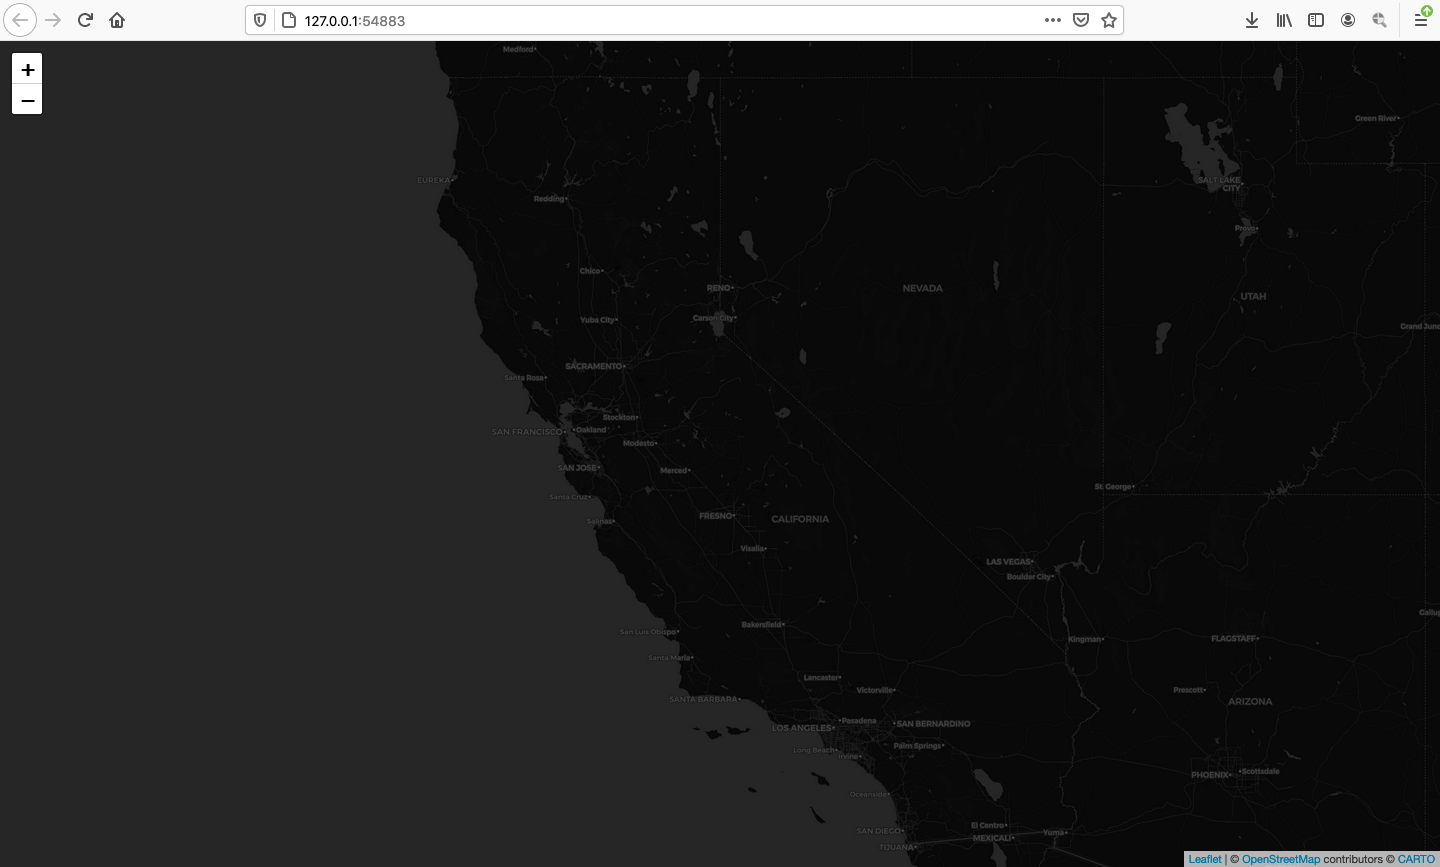 127.0.0.1:54883
+
−
Medford
Green River
EUREKA
SALT LAKE
CITY
Redding
Provo
Chico
RENO
NEVADA
UTAH
Carson City
Yuba City
Grand Junc
SACRAMENTO
Santa Rosa
Stockton
SAN FRANCISCO
Oakland
Modesto
SAN JOSE
Merced
St. George
Santa Cruz
FRESNO
CALIFORNIA
Salinas
Visalia
LAS VEGAS
Boulder City
Gallup
Bakersfield
San Luis Obispo
Kingman
FLAGSTAFF
Santa Maria
Lancaster
Victorville
Prescott
SANTA BARBARA
ARIZONA
Pasadena
SAN BERNARDINO
LOS ANGELES
Palm Springs
Long Beach
Irvine
PHOENIX
Scottsdale
Oceanside
El Centro
SAN DIEGO
Yuma
MEXICALI
TIJUANA
Leaflet | © OpenStreetMap contributors © CARTO